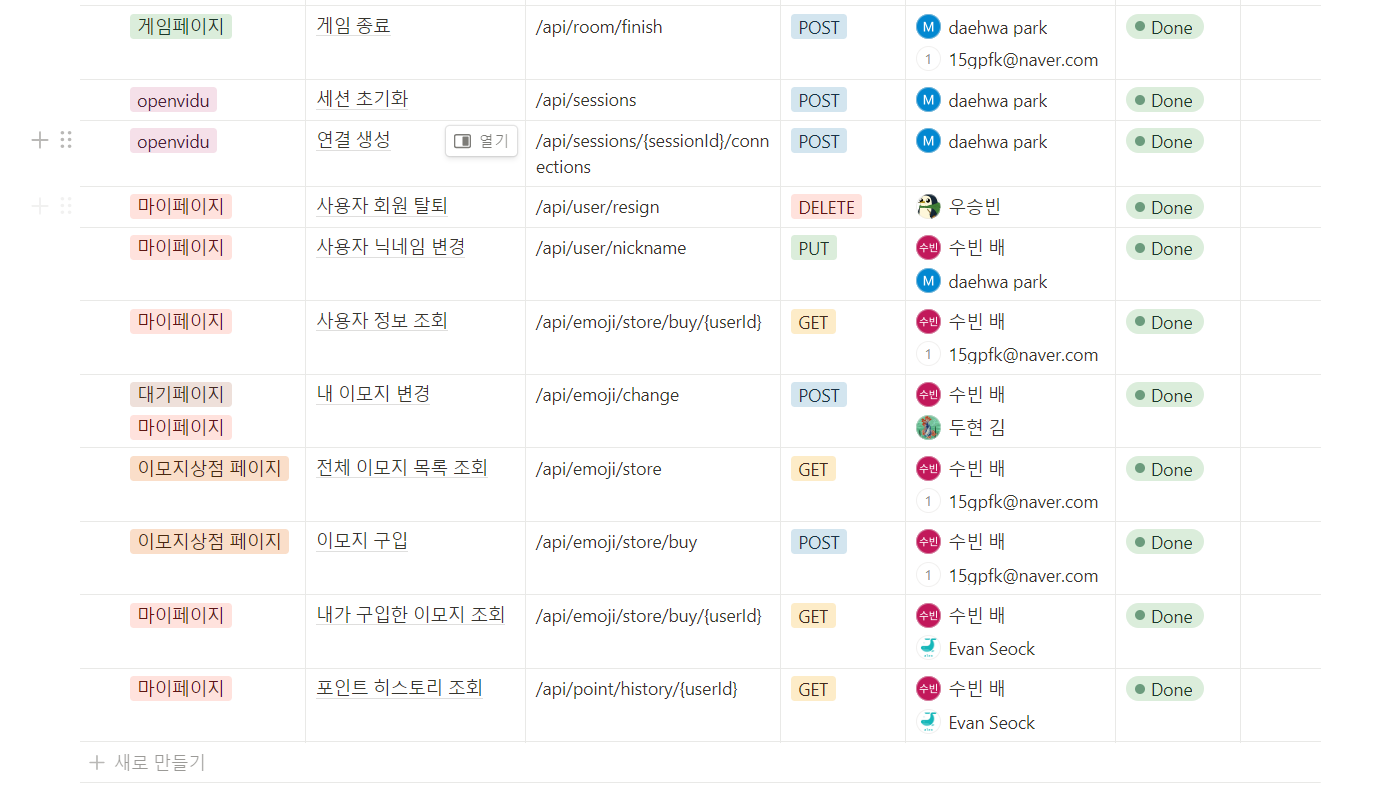 게임페이지 게임 종료 /api/room/finish POST M daehwa park Done
1 15gpfk@naver.com
openvidu 세션 초기화 /api/sessions POST M daehwa park Done
openvidu 연결 생성 열기 /api/sessions/{sessionId}/conn POST M daehwa park Done
ections
마이페이지 사용자 회원 탈퇴 /api/user/resign DELETE 우승빈 Done
마이페이지 사용자 닉네임 변경 /api/user/nickname PUT 수빈 수빈 배 Done
M daehwa park
마이페이지 사용자 정보 조회 /api/emoji/store/buy/{userId} GET 수빈 수빈 배 Done
1 15gpfk@naver.com
대기페이지 내 이모지 변경 /api/emoji/change POST 수빈 수빈 배 Done
마이페이지 두현 김
이모지상점 페이지 전체 이모지 목록 조회 /api/emoji/store GET 수빈 수빈 배 Done
1 15gpfk@naver.com
이모지상점 페이지 이모지 구입 /api/emoji/store/buy POST 수빈 수빈 배 Done
1 15gpfk@naver.com
마이페이지 내가 구입한 이모지 조회 /api/emoji/store/buy/{userId} GET 수빈 수빈 배 Done
Evan Seock
마이페이지 포인트 히스토리 조회 /api/point/history/{userId} GET 수빈 수빈 배 Done
Evan Seock
새로 만들기